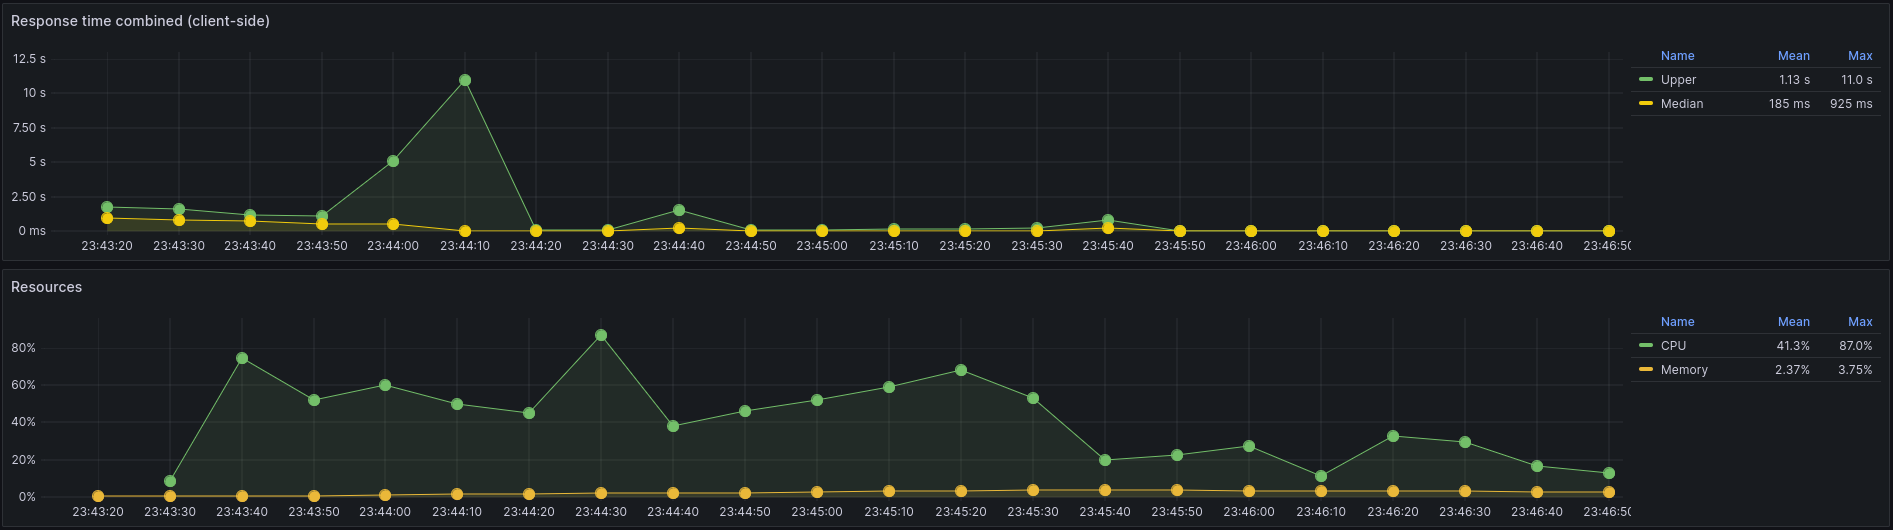 Response time combined (client-side)
12.5 s
10 s
7.50 s
5 s
2.50 s
0 ms
23:43:20 23:43:30 23:43:40 23:43:50 23:44:00 23:44:10 23:44:20 23:44:30 23:44:40 23:44:50 23:45:00 23:45:10 23:45:20 23:45:30 23:45:40 23:45:50 23:46:00 23:46:10 23:46:20 23:46:30 23:46:40 23:46:50
Name Mean Max
Upper 1.13 s 11.0 s
Median 185 ms 925 ms
Resources
80%
60%
40%
20%
0%
23:43:20 23:43:30 23:43:40 23:43:50 23:44:00 23:44:10 23:44:20 23:44:30 23:44:40 23:44:50 23:45:00 23:45:10 23:45:20 23:45:30 23:45:40 23:45:50 23:46:00 23:46:10 23:46:20 23:46:30 23:46:40 23:46:50
Name Mean Max
CPU 41.3% 87.0%
Memory 2.37% 3.75%